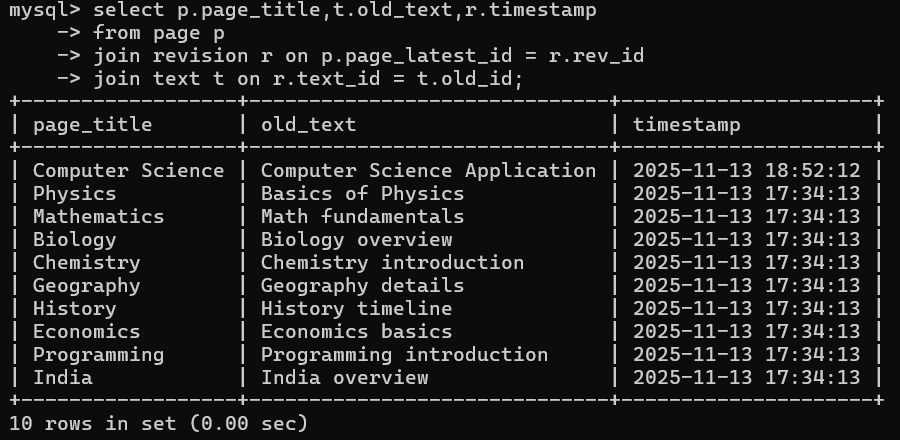 mysql> select p.page_title,t.old_text,r.timestamp
    -> from page p
    -> join revision r on p.page_latest_id = r.rev_id
    -> join text t on r.text_id = t.old_id;
+------------------+------------------------------+---------------------+
| page_title       | old_text                     | timestamp           |
+------------------+------------------------------+---------------------+
| Computer Science | Computer Science Application | 2025-11-13 18:52:12 |
| Physics          | Basics of Physics            | 2025-11-13 17:34:13 |
| Mathematics      | Math fundamentals            | 2025-11-13 17:34:13 |
| Biology          | Biology overview             | 2025-11-13 17:34:13 |
| Chemistry        | Chemistry introduction       | 2025-11-13 17:34:13 |
| Geography        | Geography details            | 2025-11-13 17:34:13 |
| History          | History timeline             | 2025-11-13 17:34:13 |
| Economics        | Economics basics             | 2025-11-13 17:34:13 |
| Programming      | Programming introduction     | 2025-11-13 17:34:13 |
| India            | India overview               | 2025-11-13 17:34:13 |
+------------------+------------------------------+---------------------+
10 rows in set (0.00 sec)